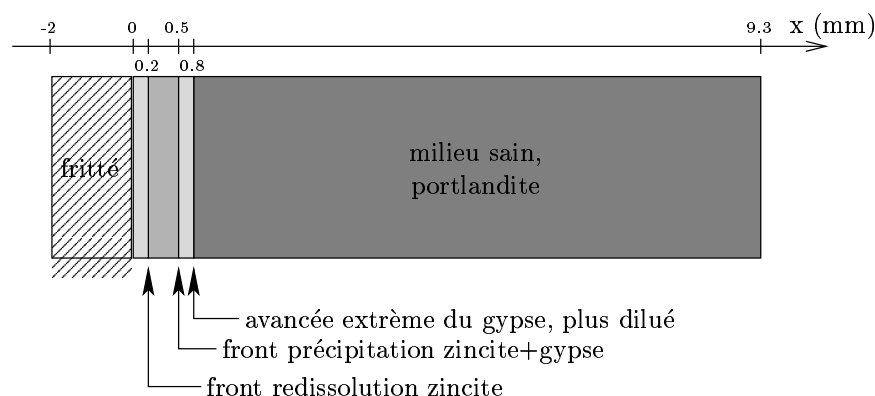 -2 0 0.5 9.3 x (mm)
0.2 0.8
fritté
milieu sain,
portlandite
avancée extrème du gypse, plus dilué
front précipitation zincite+gypse
front redissolution zincite